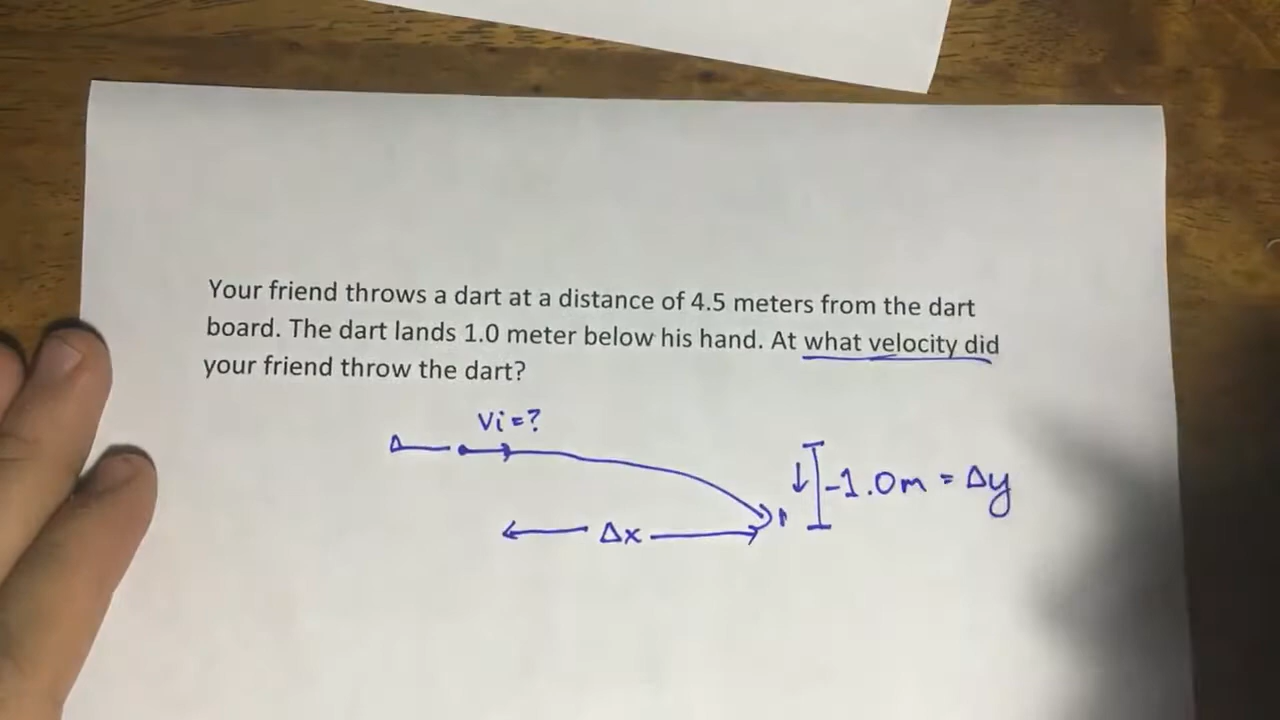 Your friend throws a dart at a distance of 4.5 meters from the dart
board. The dart lands 1.0 meter below his hand. At what velocity did
your friend throw the dart?
Vi = ?
-1.0m = Δy
Δx